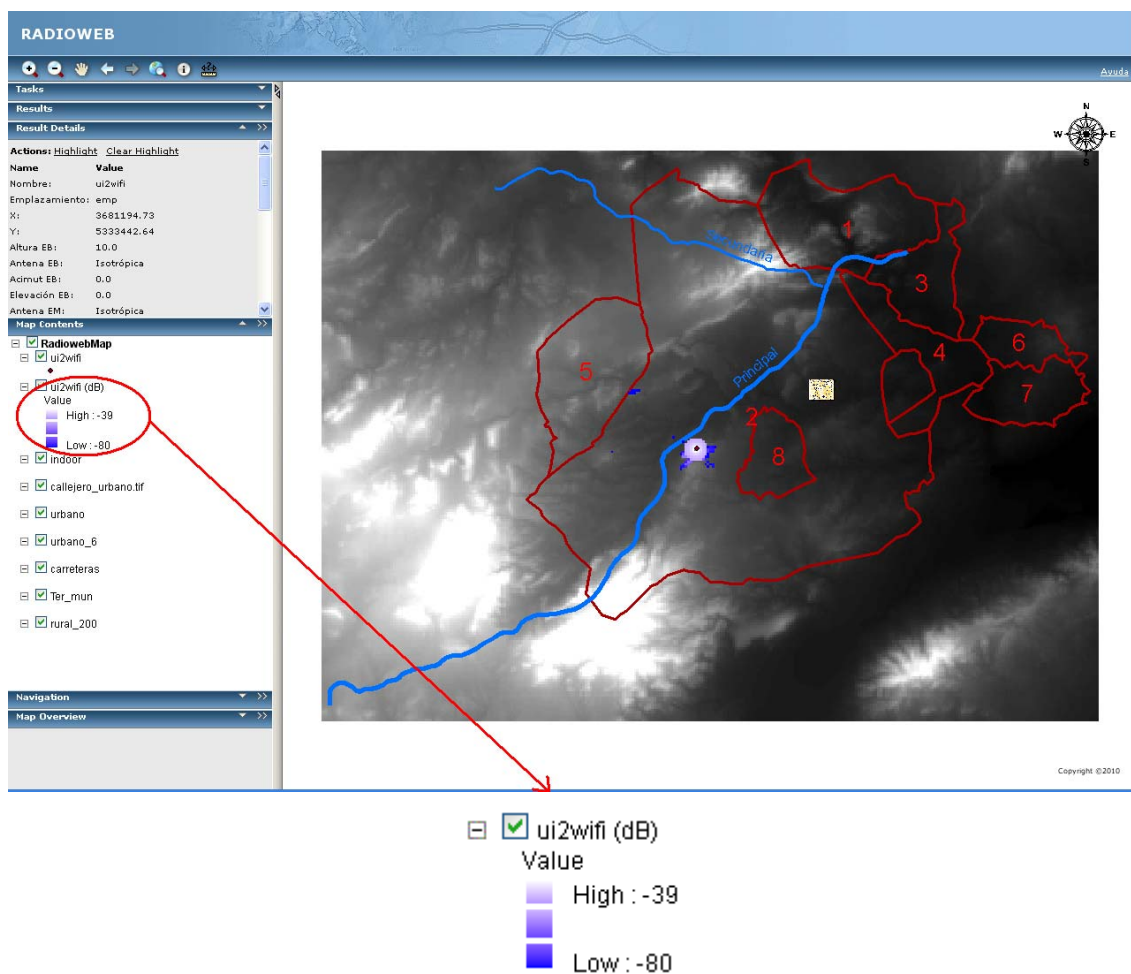 RADIOWEB
Ayuda
Tasks
Results
Result Details
Actions: Highlight Clear Highlight
Name Value
Nombre: ui2wifi
Emplazamiento: emp
X: 3681194.73
Y: 5333442.64
Altura EB: 10.0
Antena EB: Isotrópica
Acimut EB: 0.0
Elevación EB: 0.0
Antena EM: Isotrópica
Map Contents
RadiowebMap
ui2wifi
ui2wifi (dB)
Value
High : -39
Low : -80
indoor
callejero_urbano.tif
urbano
urbano_6
carreteras
Ter_mun
rural_200
Navigation
Map Overview
N
W E
S
1
Secundaria
3
6
4
5
Principal
7
2
8
Copyright ©2010
ui2wifi (dB)
Value
High : -39
Low : -80